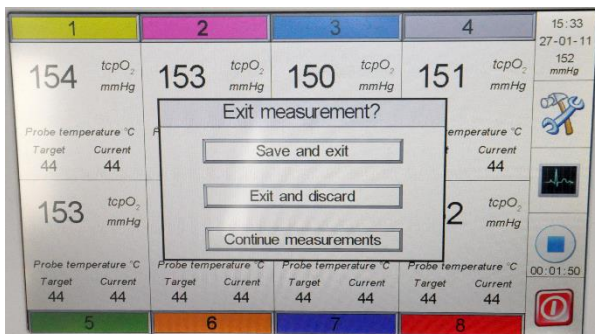 1 2 3 4
15:33
27-01-11
152
mmHg
154 tcpO₂ mmHg
153 tcpO₂ mmHg
150 tcpO₂ mmHg
151 tcpO₂ mmHg
Exit measurement?
Save and exit
Exit and discard
Continue measurements
Probe temperature °C
Target Current
44 44
emperature °C
Current
44
153 tcpO₂ mmHg
2 tcpO₂ mmHg
Probe temperature °C Probe temperature °C Probe temperature °C Probe temperature °C
Target Current Target Current Target Current Target Current
44 44 44 44 44 44 44 44
00:01:50
5 6 7 8